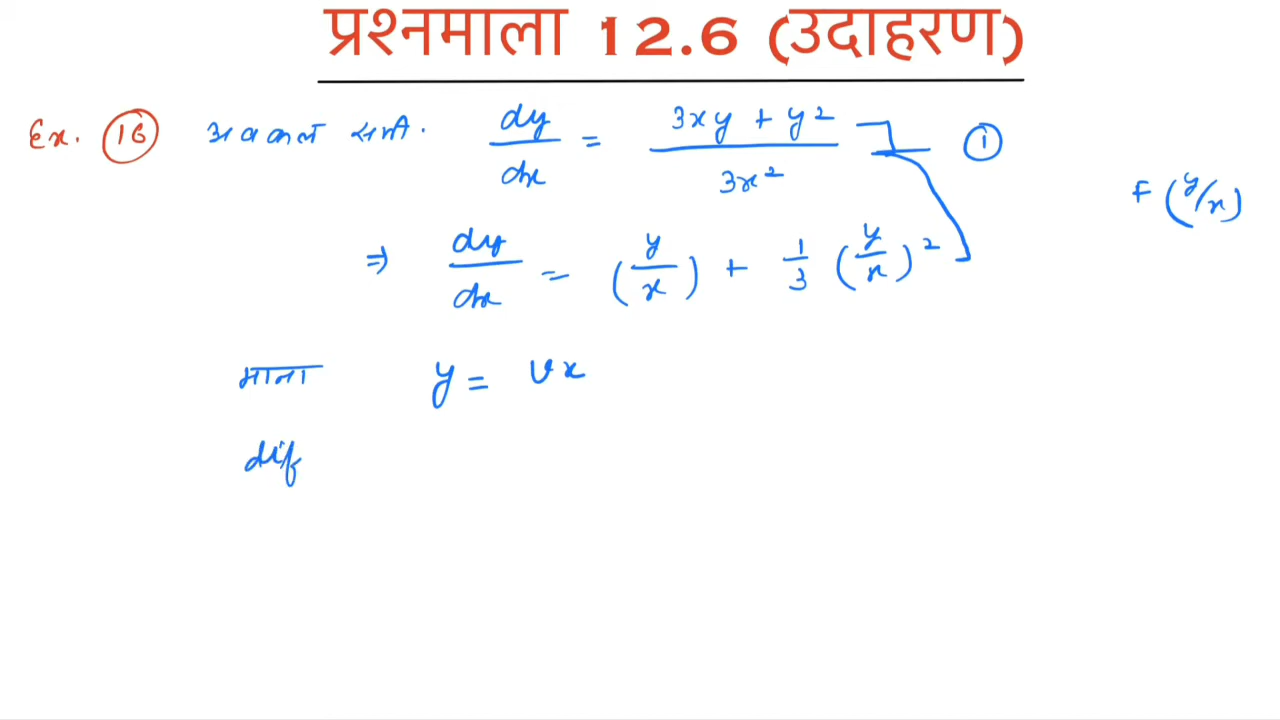 प्रश्नमाला 12.6 (उदाहरण)
Ex. 16 अवकल समी. dy/dx = (3xy + y²)/(3x²) — ①
F (y/x)
⇒ dy/dx = (y/x) + 1/3 (y/x)²
माना y = vx
dif